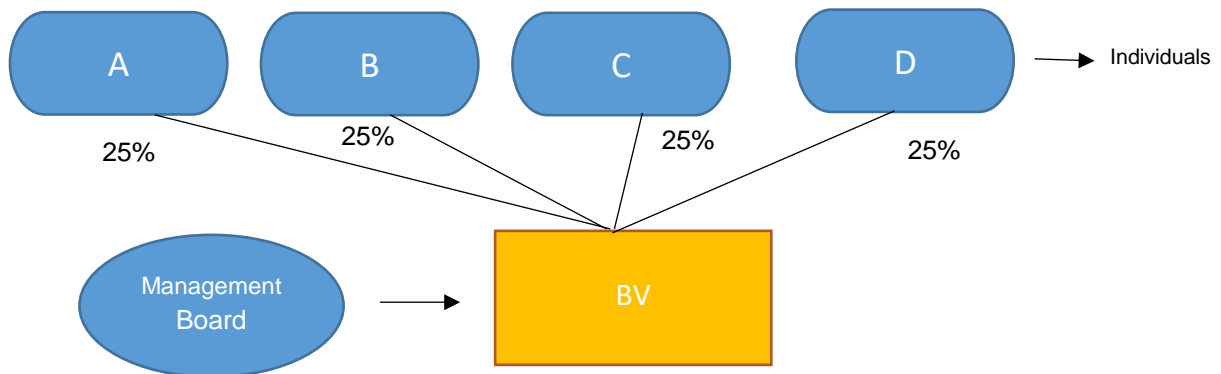 A
B
C
D
Individuals
25%
25%
25%
25%
Management
Board
BV